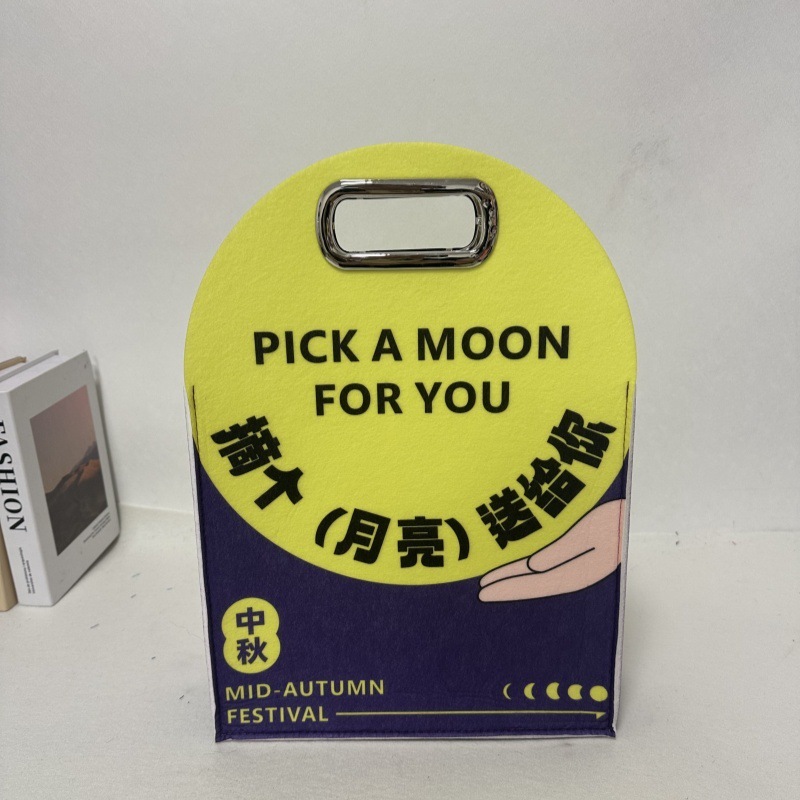 PICK A MOON
FOR YOU
摘个（月亮）送给你
中
秋
MID-AUTUMN
FESTIVAL
FASHION